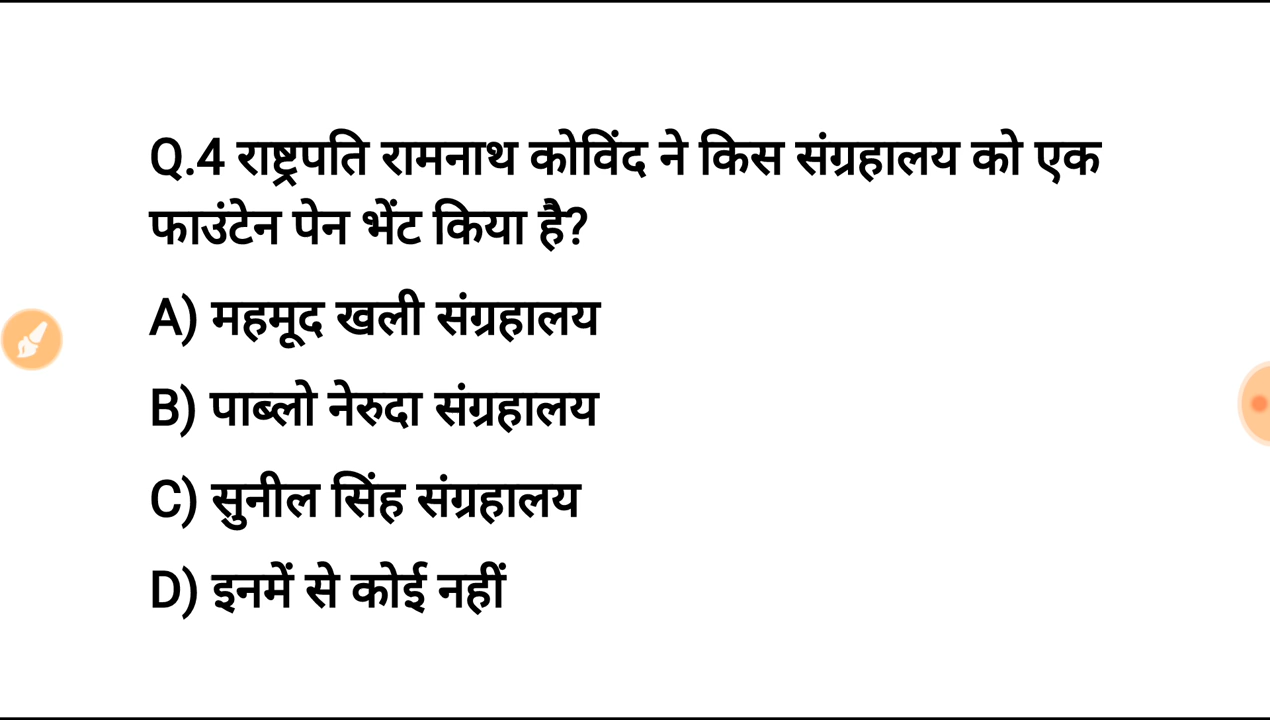 Q.4 राष्ट्रपति रामनाथ कोविंद ने किस संग्रहालय को एक
फाउंटेन पेन भेंट किया है?
A) महमूद खली संग्रहालय
B) पाब्लो नेरुदा संग्रहालय
C) सुनील सिंह संग्रहालय
D) इनमें से कोई नहीं